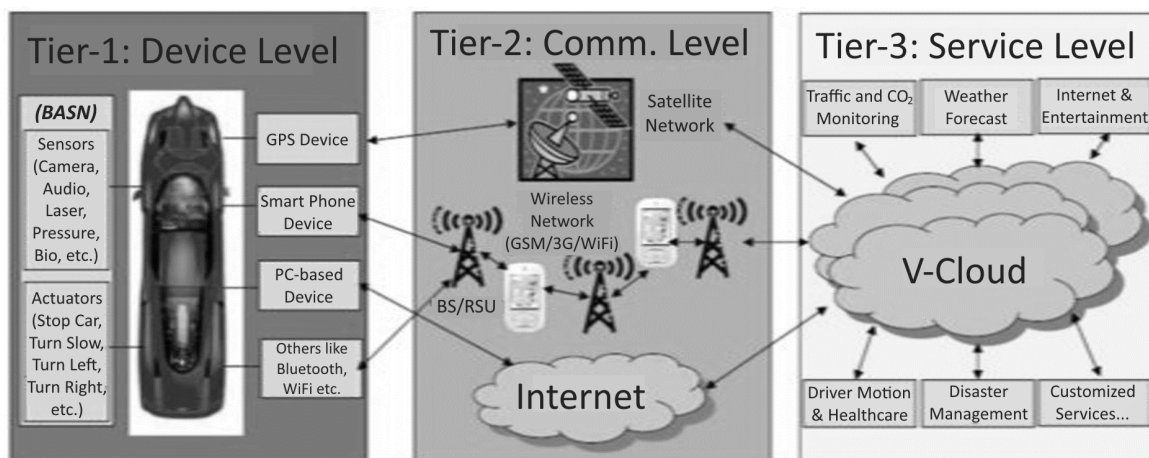 Tier-1: Device Level
(BASN)
Sensors
(Camera,
Audio,
Laser,
Pressure,
Bio, etc.)
Actuators
(Stop Car,
Turn Slow,
Turn Left,
Turn Right,
etc.)
GPS Device
Smart Phone
Device
PC-based
Device
Others like
Bluetooth,
WiFi etc.
Tier-2: Comm. Level
Satellite
Network
Wireless
Network
(GSM/3G/WiFi)
BS/RSU
Internet
Tier-3: Service Level
Traffic and CO₂
Monitoring
Weather
Forecast
Internet &
Entertainment
V-Cloud
Driver Motion
& Healthcare
Disaster
Management
Customized
Services...